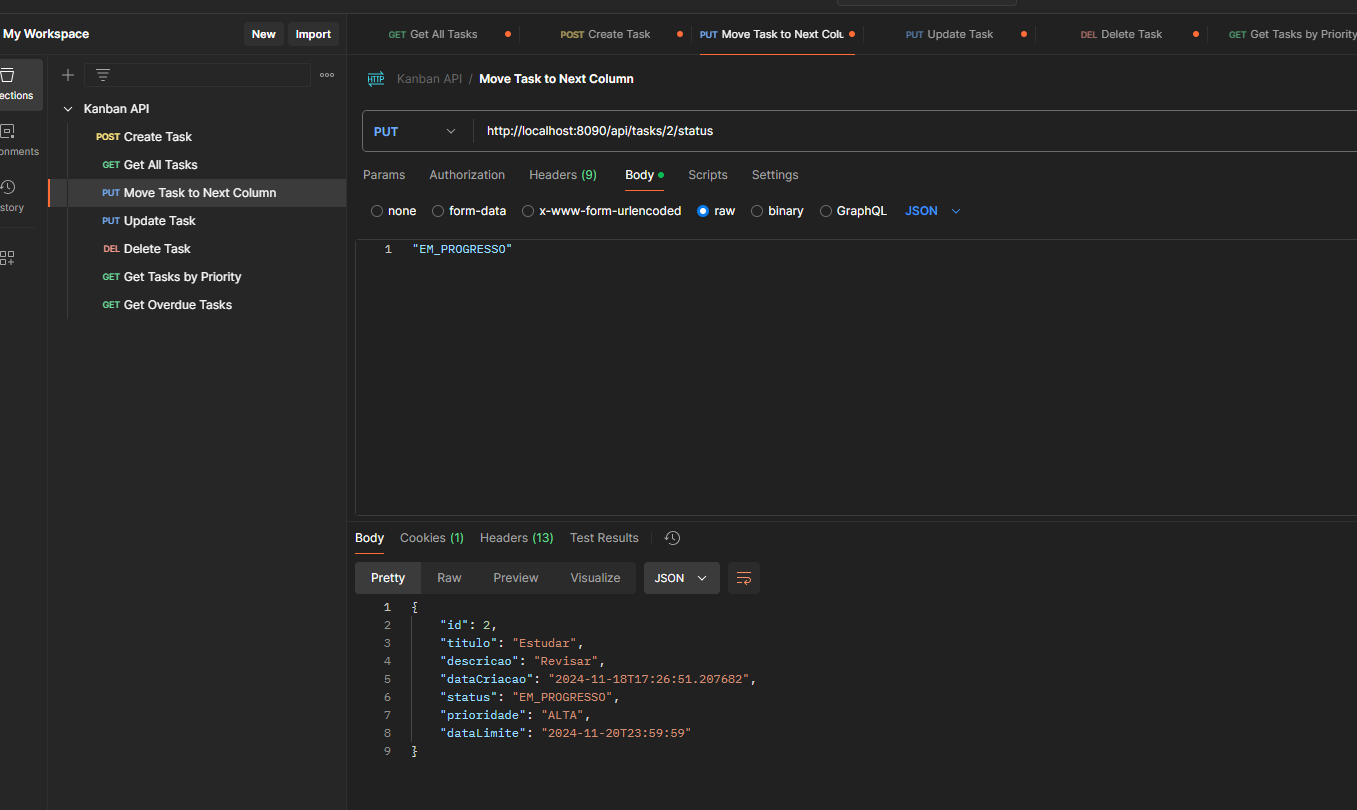 My Workspace
New
Import
GET Get All Tasks
POST Create Task
PUT Move Task to Next Colu
PUT Update Task
DEL Delete Task
GET Get Tasks by Priority
ections
onments
story
Kanban API
POST Create Task
GET Get All Tasks
PUT Move Task to Next Column
PUT Update Task
DEL Delete Task
GET Get Tasks by Priority
GET Get Overdue Tasks
HTTP Kanban API / Move Task to Next Column
PUT http://localhost:8090/api/tasks/2/status
Params Authorization Headers (9) Body Scripts Settings
none form-data x-www-form-urlencoded raw binary GraphQL JSON
1 "EM_PROGRESSO"
Body Cookies (1) Headers (13) Test Results
Pretty Raw Preview Visualize JSON
1 {
2 "id": 2,
3 "titulo": "Estudar",
4 "descricao": "Revisar",
5 "dataCriacao": "2024-11-18T17:26:51.207682",
6 "status": "EM_PROGRESSO",
7 "prioridade": "ALTA",
8 "dataLimite": "2024-11-20T23:59:59"
9 }